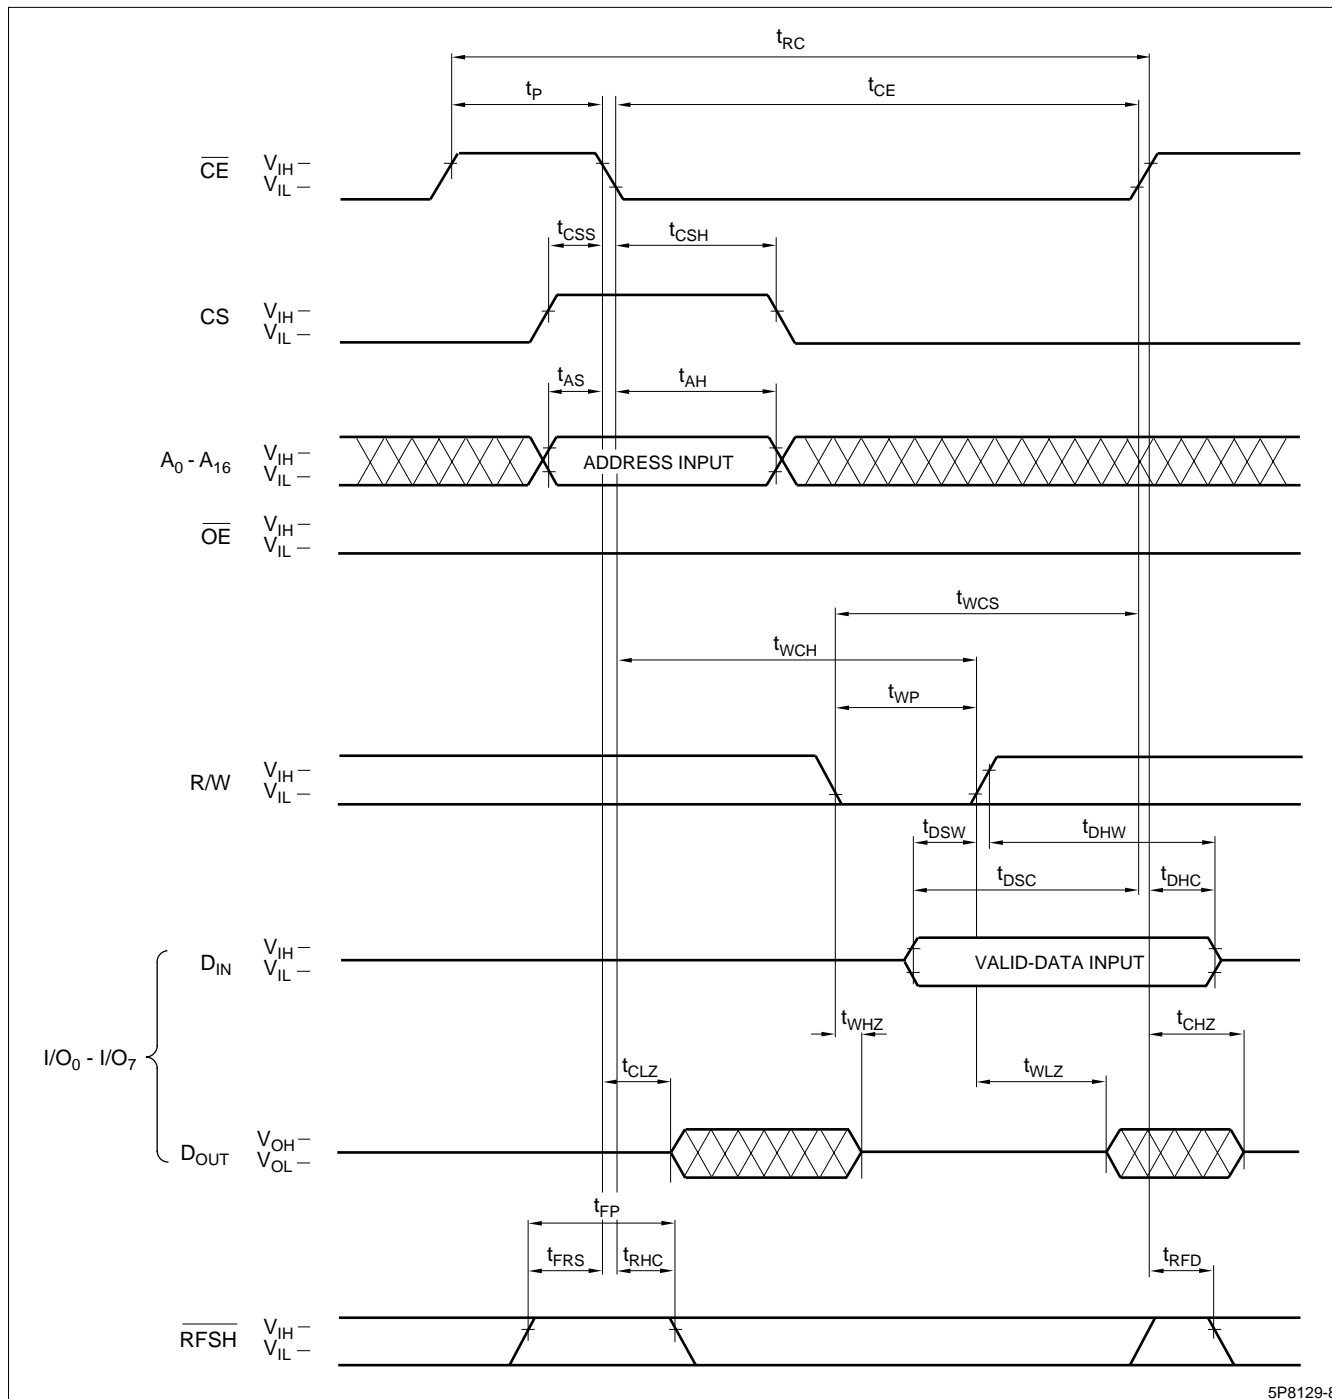 tRC
tP tCE
CE VIH
VIL
tCSS tCSH
CS VIH
VIL
tAS tAH
A0 - A16 VIH
VIL
ADDRESS INPUT
OE VIH
VIL
tWCS
tWCH
tWP
R/W VIH
VIL
tDSW tDHW
tDSC tDHC
DIN VIH
VIL
VALID-DATA INPUT
tWHZ tCHZ
I/O0 - I/O7
tCLZ tWLZ
DOUT VOH
VOL
tFP
tFRS tRHC tRFD
RFSH VIH
VIL